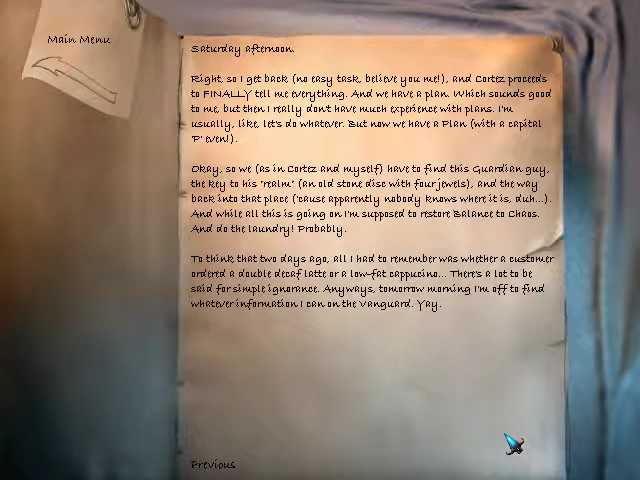 Main Menu
Saturday afternoon.
Right, so I get back (no easy task, believe you me!), and Cortez proceeds
to FINALLY tell me everything. And we have a plan. Which sounds good
to me, but then I really don't have much experience with plans. I'm
usually, like, let's do whatever. But now we have a Plan (with a capital
'P' even!).
Okay, so we (as in Cortez and myself) have to find this Guardian guy,
the key to his "realm" (an old stone disc with four jewels), and the way
back into that place ('cause apparently nobody knows where it is, duh...).
And while all this is going on I'm supposed to restore Balance to Chaos.
And do the laundry! Probably.
To think that two days ago, all I had to remember was whether a customer
ordered a double decaf latte or a low-fat cappucino... There's a lot to be
said for simple ignorance. Anyways, tomorrow morning I'm off to find
whatever information I can on the Vanguard. Yay.
Previous